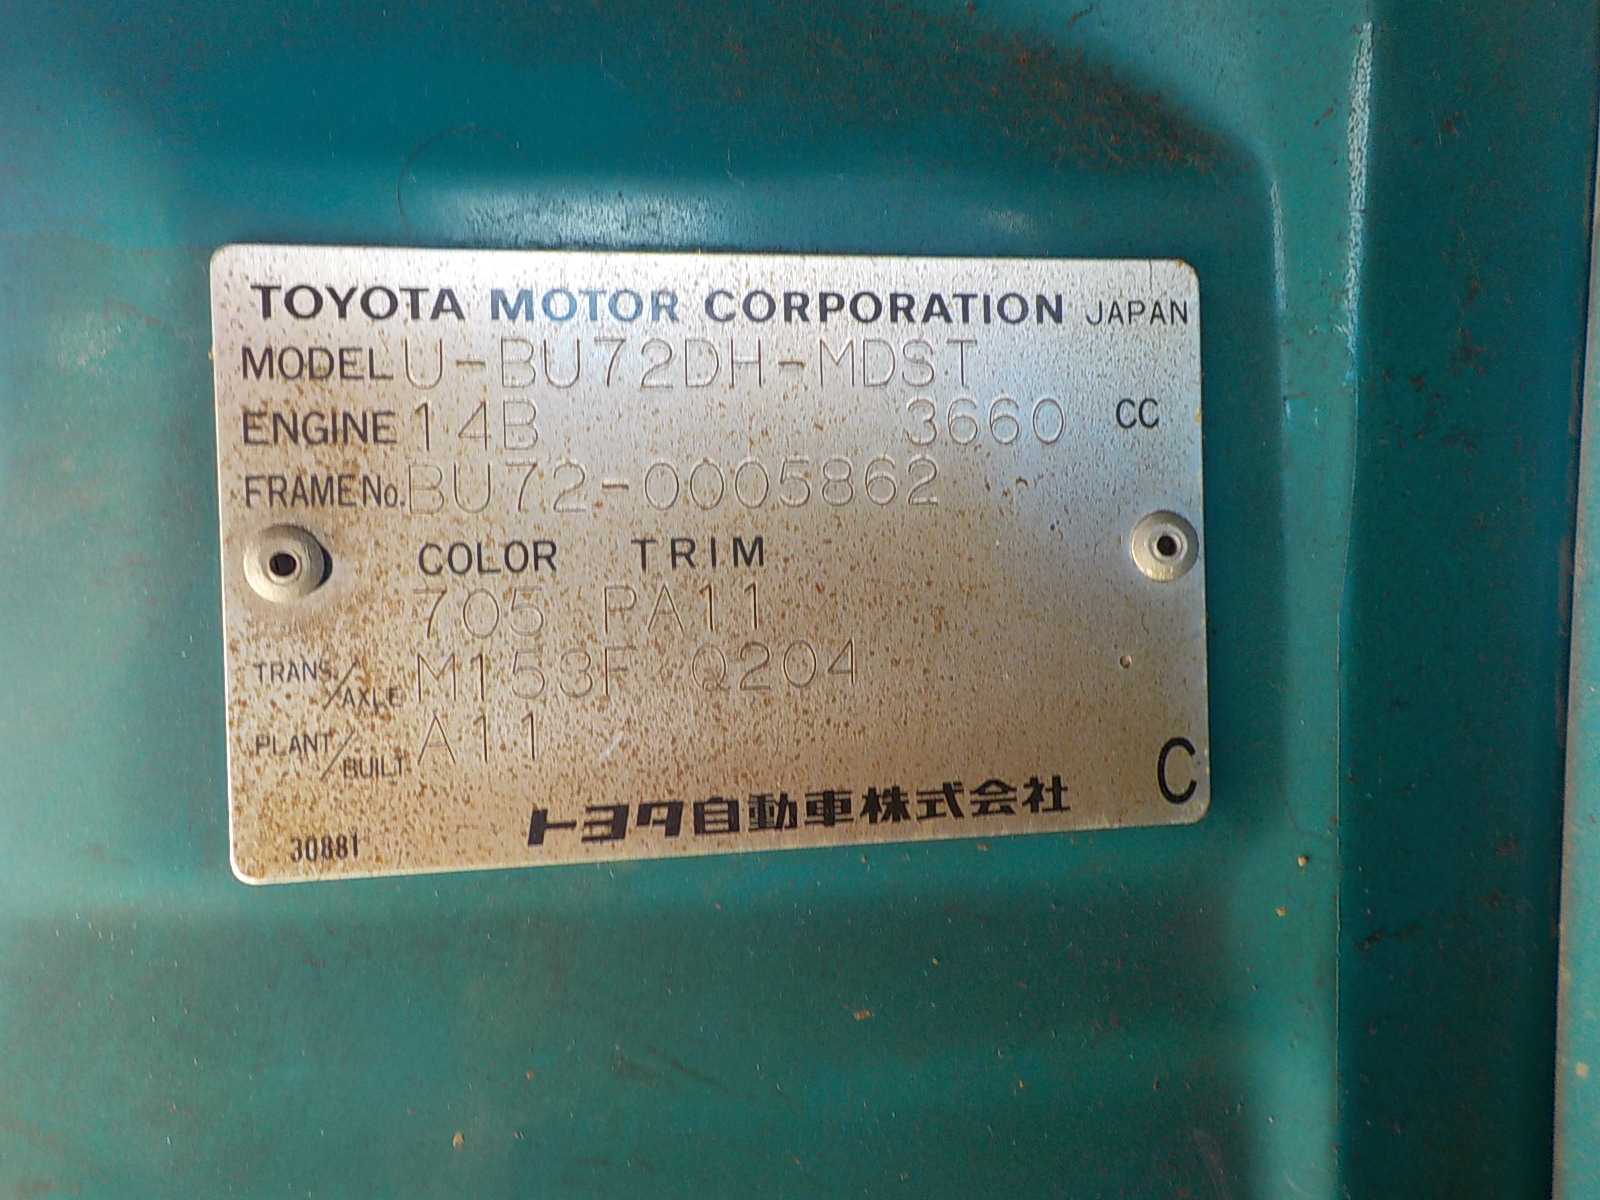 TOYOTA MOTOR CORPORATION JAPAN
MODEL U-BU72DH-MDST
ENGINE 14B 3660 CC
FRAME No. BU72-0005862
COLOR TRIM
705 PA11
TRANS./AXLE M153F Q204
PLANT/BUILT A11
トヨタ自動車株式会社 C
30881